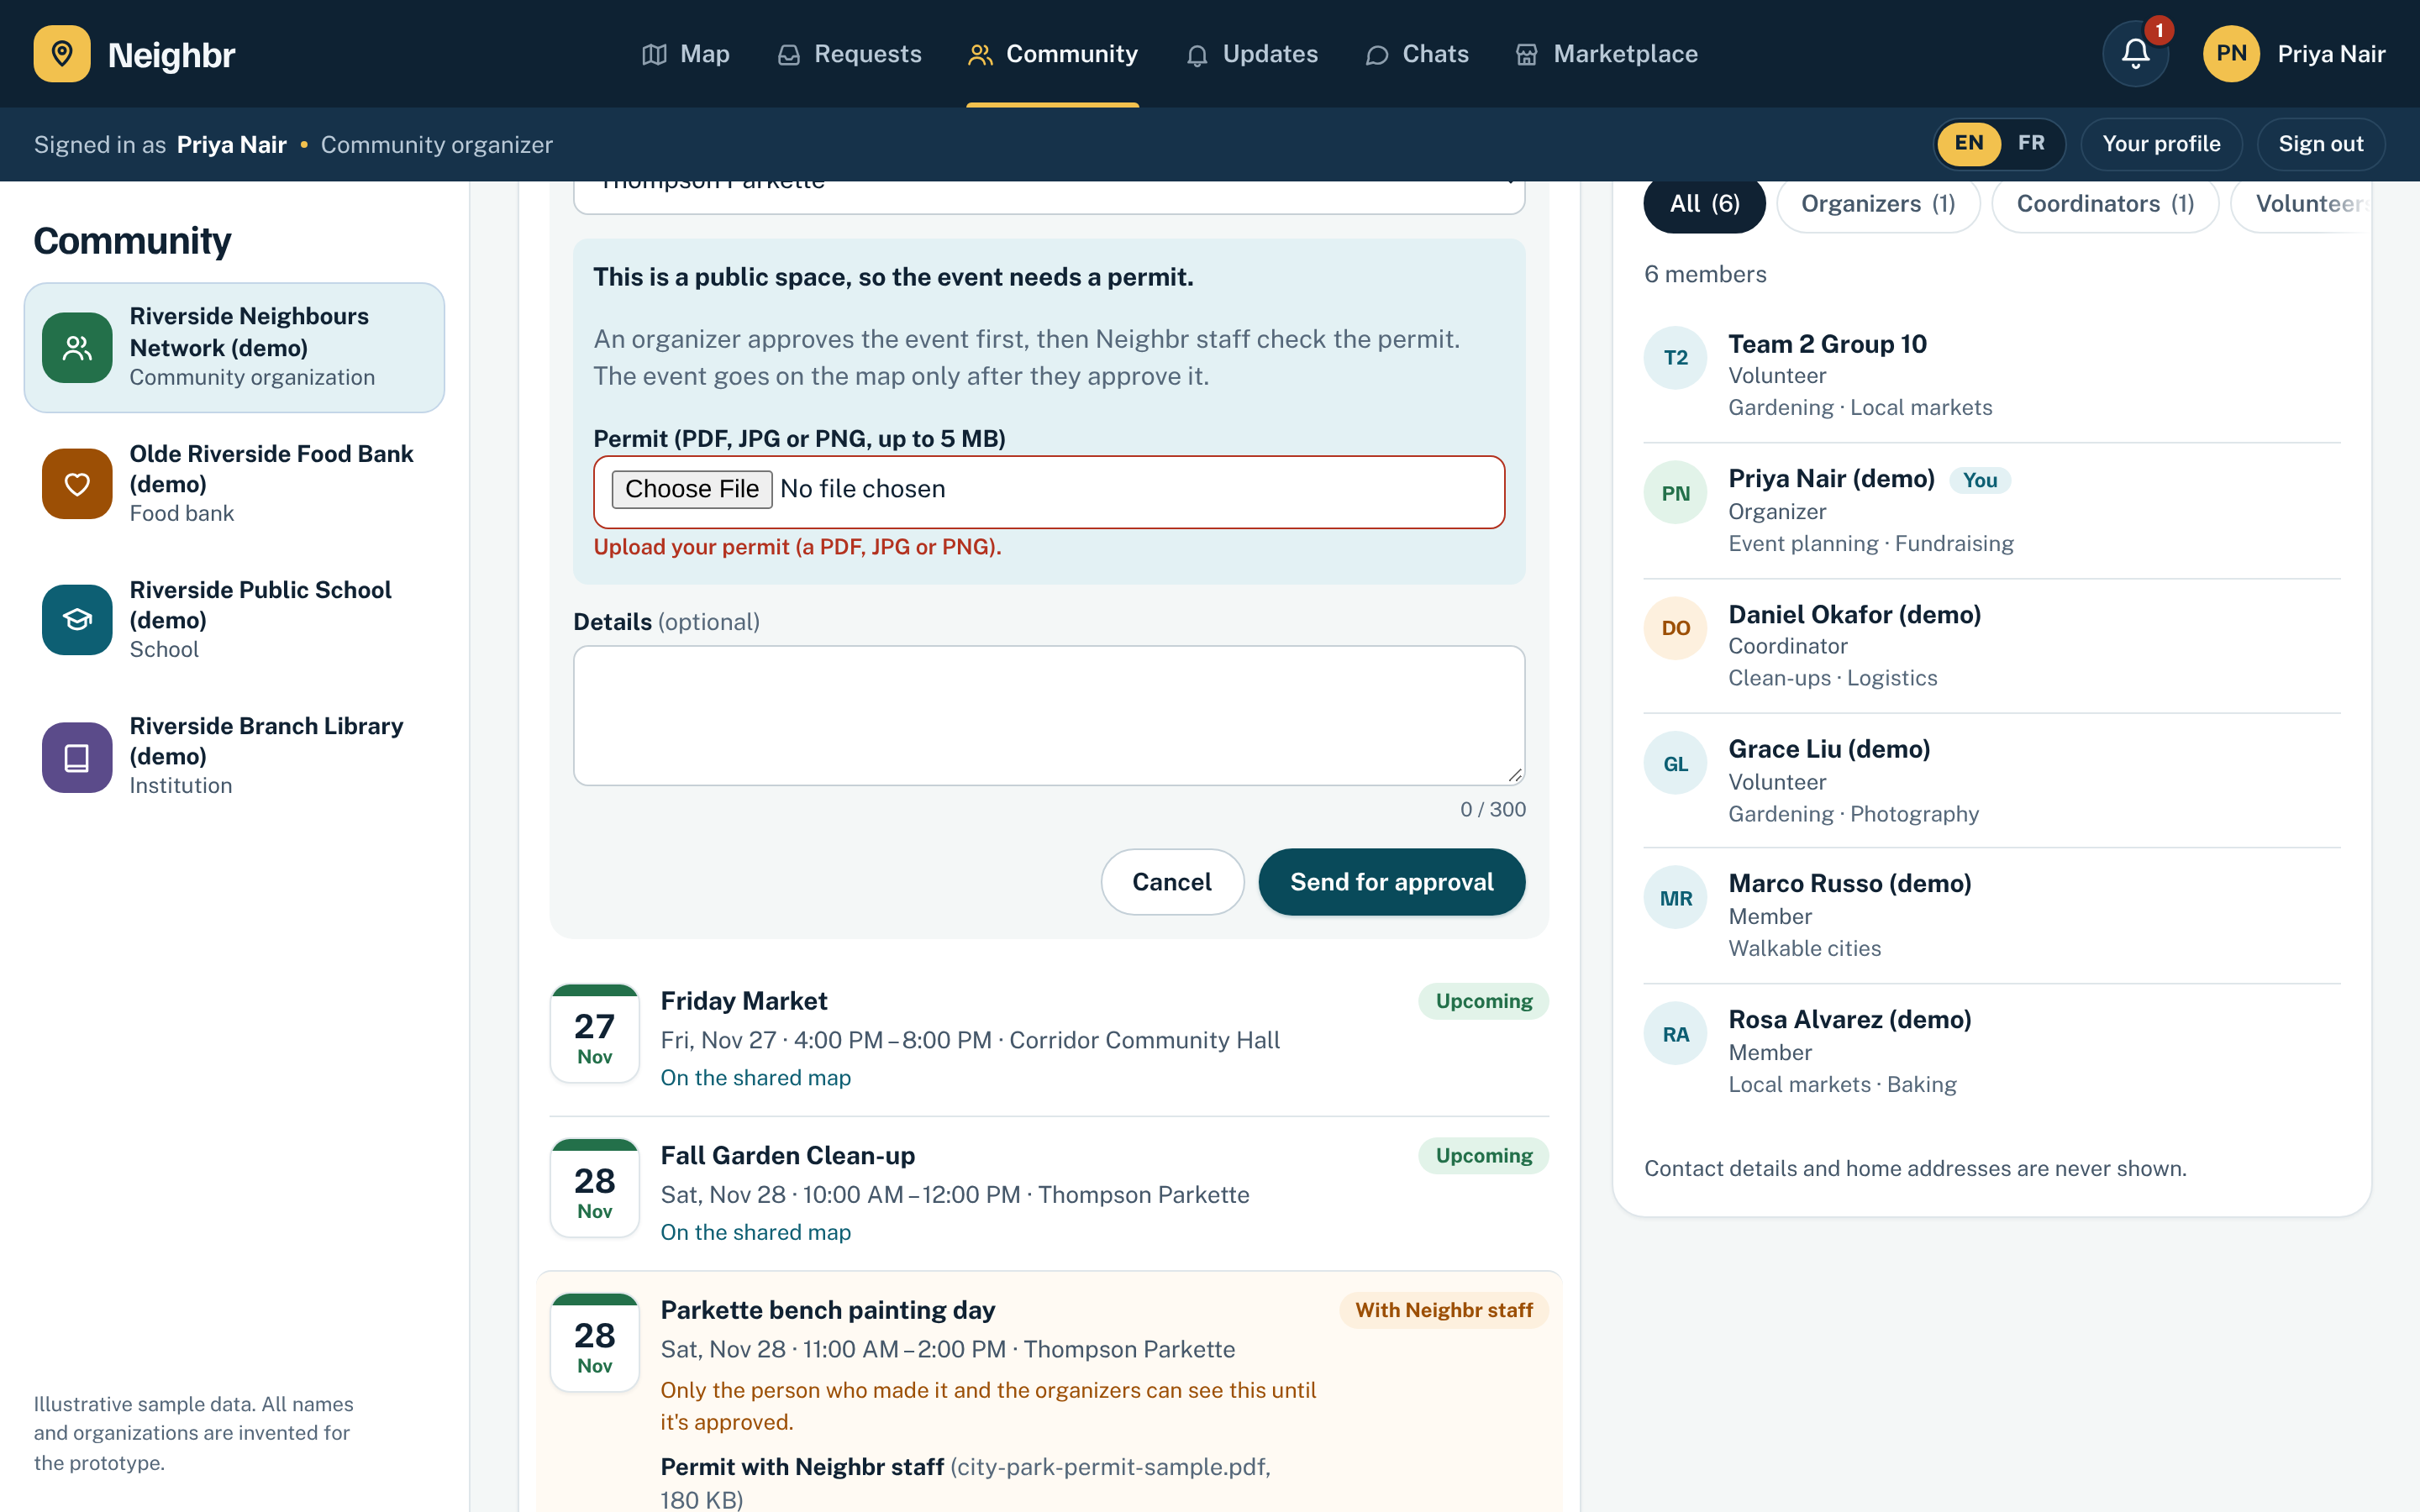 Neighbr
Map
Requests
Community
Updates
Chats
Marketplace
1
PN
Priya Nair
Signed in as Priya Nair • Community organizer
EN
FR
Your profile
Sign out
Community
Riverside Neighbours
Network (demo)
Community organization
Olde Riverside Food Bank
(demo)
Food bank
Riverside Public School
(demo)
School
Riverside Branch Library
(demo)
Institution
Illustrative sample data. All names
and organizations are invented for
the prototype.
Thompson Parkette
This is a public space, so the event needs a permit.
An organizer approves the event first, then Neighbr staff check the permit.
The event goes on the map only after they approve it.
Permit (PDF, JPG or PNG, up to 5 MB)
Choose File No file chosen
Upload your permit (a PDF, JPG or PNG).
Details (optional)
0 / 300
Cancel
Send for approval
27
Nov
Friday Market
Upcoming
Fri, Nov 27 · 4:00 PM – 8:00 PM · Corridor Community Hall
On the shared map
28
Nov
Fall Garden Clean-up
Upcoming
Sat, Nov 28 · 10:00 AM – 12:00 PM · Thompson Parkette
On the shared map
28
Nov
Parkette bench painting day
With Neighbr staff
Sat, Nov 28 · 11:00 AM – 2:00 PM · Thompson Parkette
Only the person who made it and the organizers can see this until
it's approved.
Permit with Neighbr staff (city-park-permit-sample.pdf,
180 KB)
All (6)
Organizers (1)
Coordinators (1)
Volunteers
6 members
T2
Team 2 Group 10
Volunteer
Gardening · Local markets
PN
Priya Nair (demo) You
Organizer
Event planning · Fundraising
DO
Daniel Okafor (demo)
Coordinator
Clean-ups · Logistics
GL
Grace Liu (demo)
Volunteer
Gardening · Photography
MR
Marco Russo (demo)
Member
Walkable cities
RA
Rosa Alvarez (demo)
Member
Local markets · Baking
Contact details and home addresses are never shown.